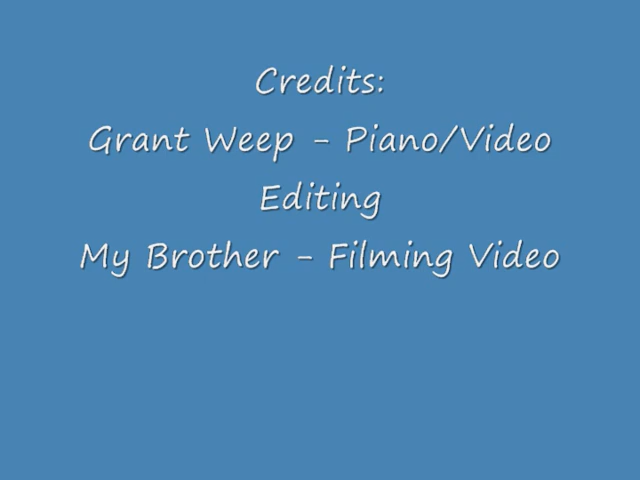 Credits:
Grant Weep - Piano/Video
Editing
My Brother - Filming Video